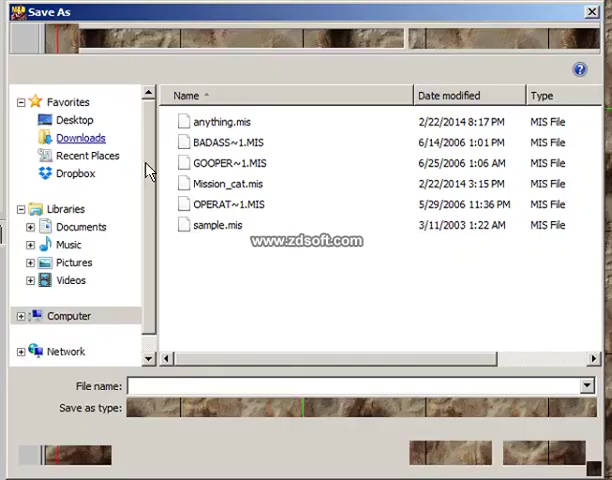 Save As
Name
Date modified
Type
Favorites
Desktop
Downloads
Recent Places
Dropbox
Libraries
Documents
Music
Pictures
Videos
Computer
Network
anything.mis 2/22/2014 8:17 PM MIS File
BADASS~1.MIS 6/14/2006 1:01 PM MIS File
GOOPER~1.MIS 6/25/2006 1:06 AM MIS File
Mission_cat.mis 2/22/2014 3:15 PM MIS File
OPERAT~1.MIS 5/29/2006 11:36 PM MIS File
sample.mis 3/11/2003 1:22 AM MIS File
www.zdsoft.com
File name:
Save as type: